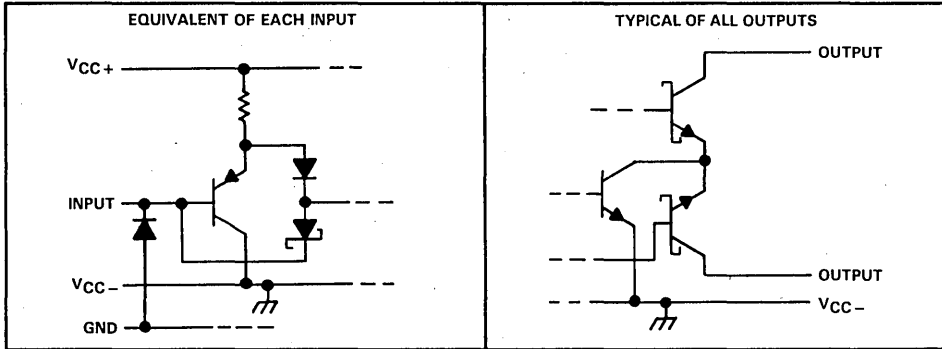 EQUIVALENT OF EACH INPUT
VCC+
INPUT
VCC–
GND
TYPICAL OF ALL OUTPUTS
OUTPUT
OUTPUT
VCC–